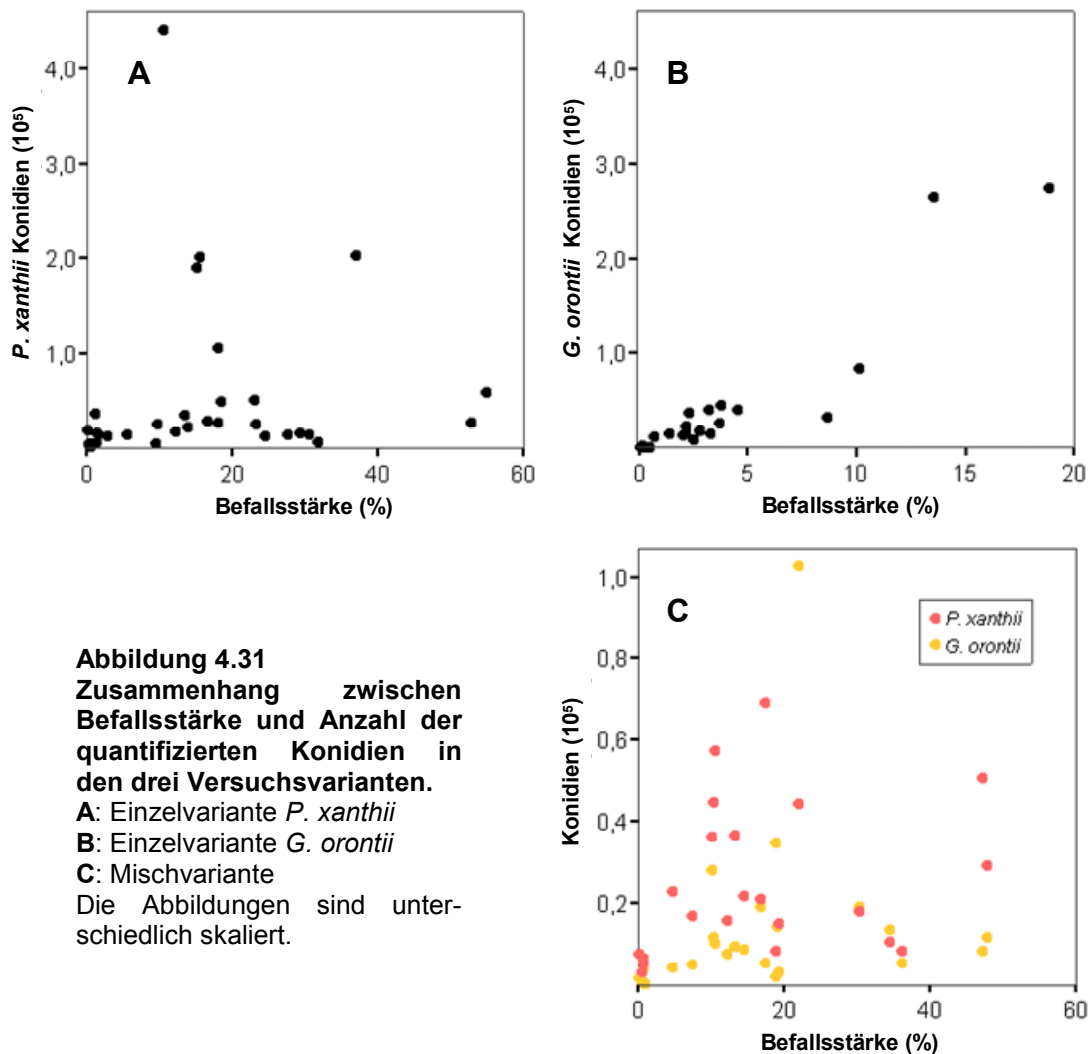 A
P. xanthii Konidien (10⁵)
4,0
3,0
2,0
1,0
0
20
40
60
Befallsstärke (%)
B
G. orontii Konidien (10⁵)
4,0
3,0
2,0
1,0
0
5
10
15
20
Befallsstärke (%)
Abbildung 4.31
Zusammenhang zwischen
Befallsstärke und Anzahl der
quantifizierten Konidien in
den drei Versuchsvarianten.
A: Einzelvariante P. xanthii
B: Einzelvariante G. orontii
C: Mischvariante
Die Abbildungen sind unter-
schiedlich skaliert.
C
P. xanthii
G. orontii
Konidien (10⁵)
1,0
0,8
0,6
0,4
0,2
0
20
40
60
Befallsstärke (%)